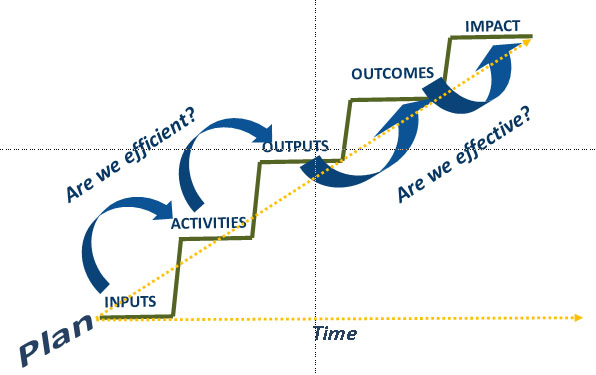 IMPACT
OUTCOMES
Are we efficient?
OUTPUTS
Are we effective?
ACTIVITIES
INPUTS
Plan
Time